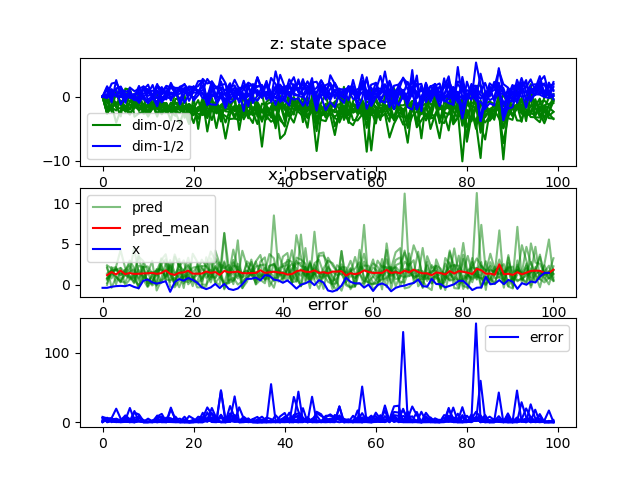 z: state space
0
−10
dim-0/2
dim-1/2
0 20 40 60 80 100
x: observation
10
5
0
pred
pred_mean
x
0 20 40 60 80 100
error
100
0
error
0 20 40 60 80 100